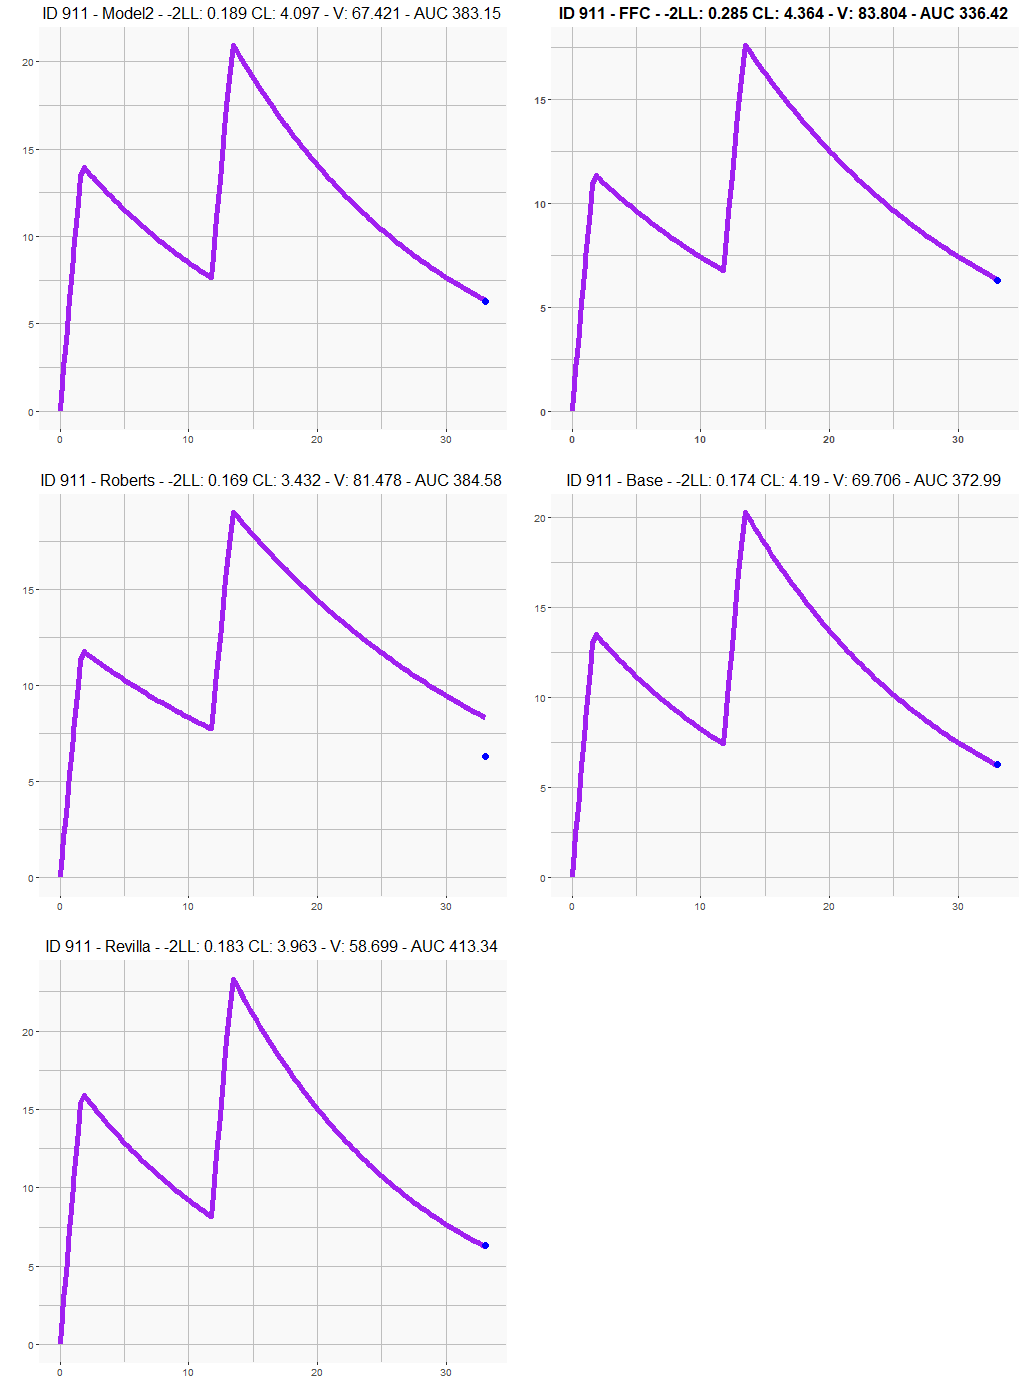 ID 911 - Model2 - -2LL: 0.189 CL: 4.097 - V: 67.421 - AUC 383.15
20
15
10
5
0
0 10 20 30
ID 911 - FFC - -2LL: 0.285 CL: 4.364 - V: 83.804 - AUC 336.42
15
10
5
0
0 10 20 30
ID 911 - Roberts - -2LL: 0.169 CL: 3.432 - V: 81.478 - AUC 384.58
15
10
5
0
0 10 20 30
ID 911 - Base - -2LL: 0.174 CL: 4.19 - V: 69.706 - AUC 372.99
20
15
10
5
0
0 10 20 30
ID 911 - Revilla - -2LL: 0.183 CL: 3.963 - V: 58.699 - AUC 413.34
20
15
10
5
0
0 10 20 30